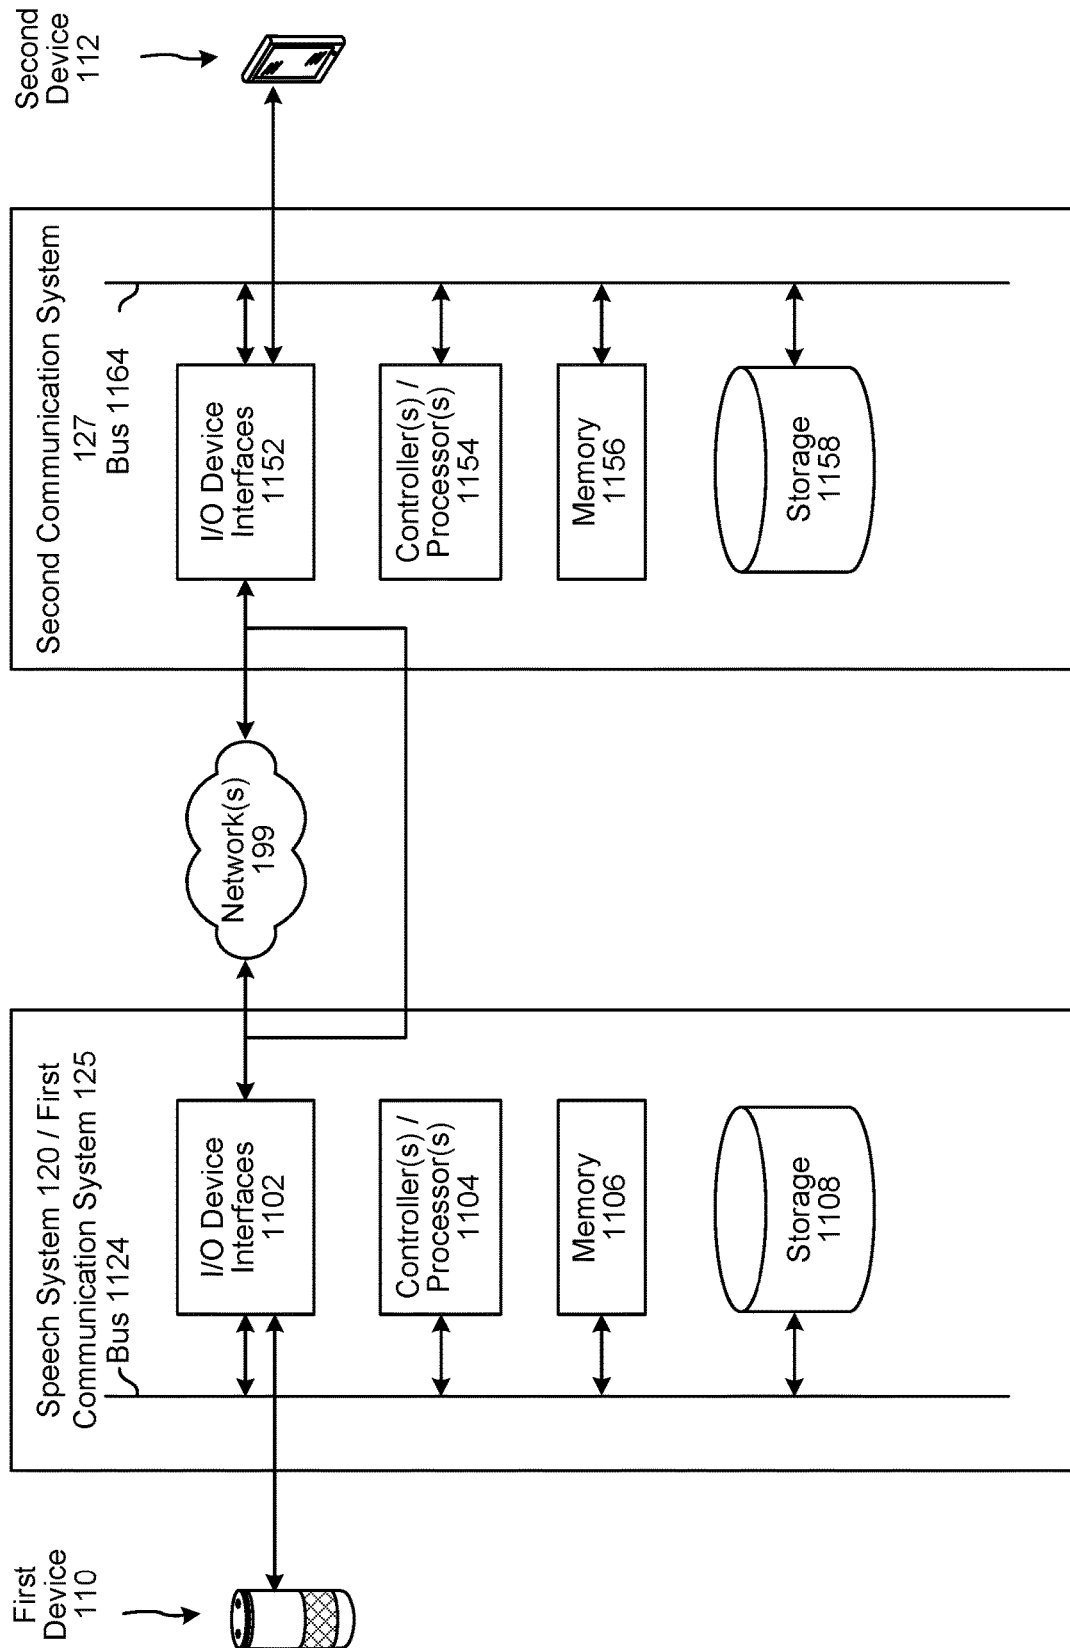 First
Device
110
Speech System 120 / First
Communication System 125
Bus 1124
I/O Device
Interfaces
1102
Controller(s) /
Processor(s)
1104
Memory
1106
Storage
1108
Network(s)
199
Second Communication System
127
Bus 1164
I/O Device
Interfaces
1152
Controller(s) /
Processor(s)
1154
Memory
1156
Storage
1158
Second
Device
112